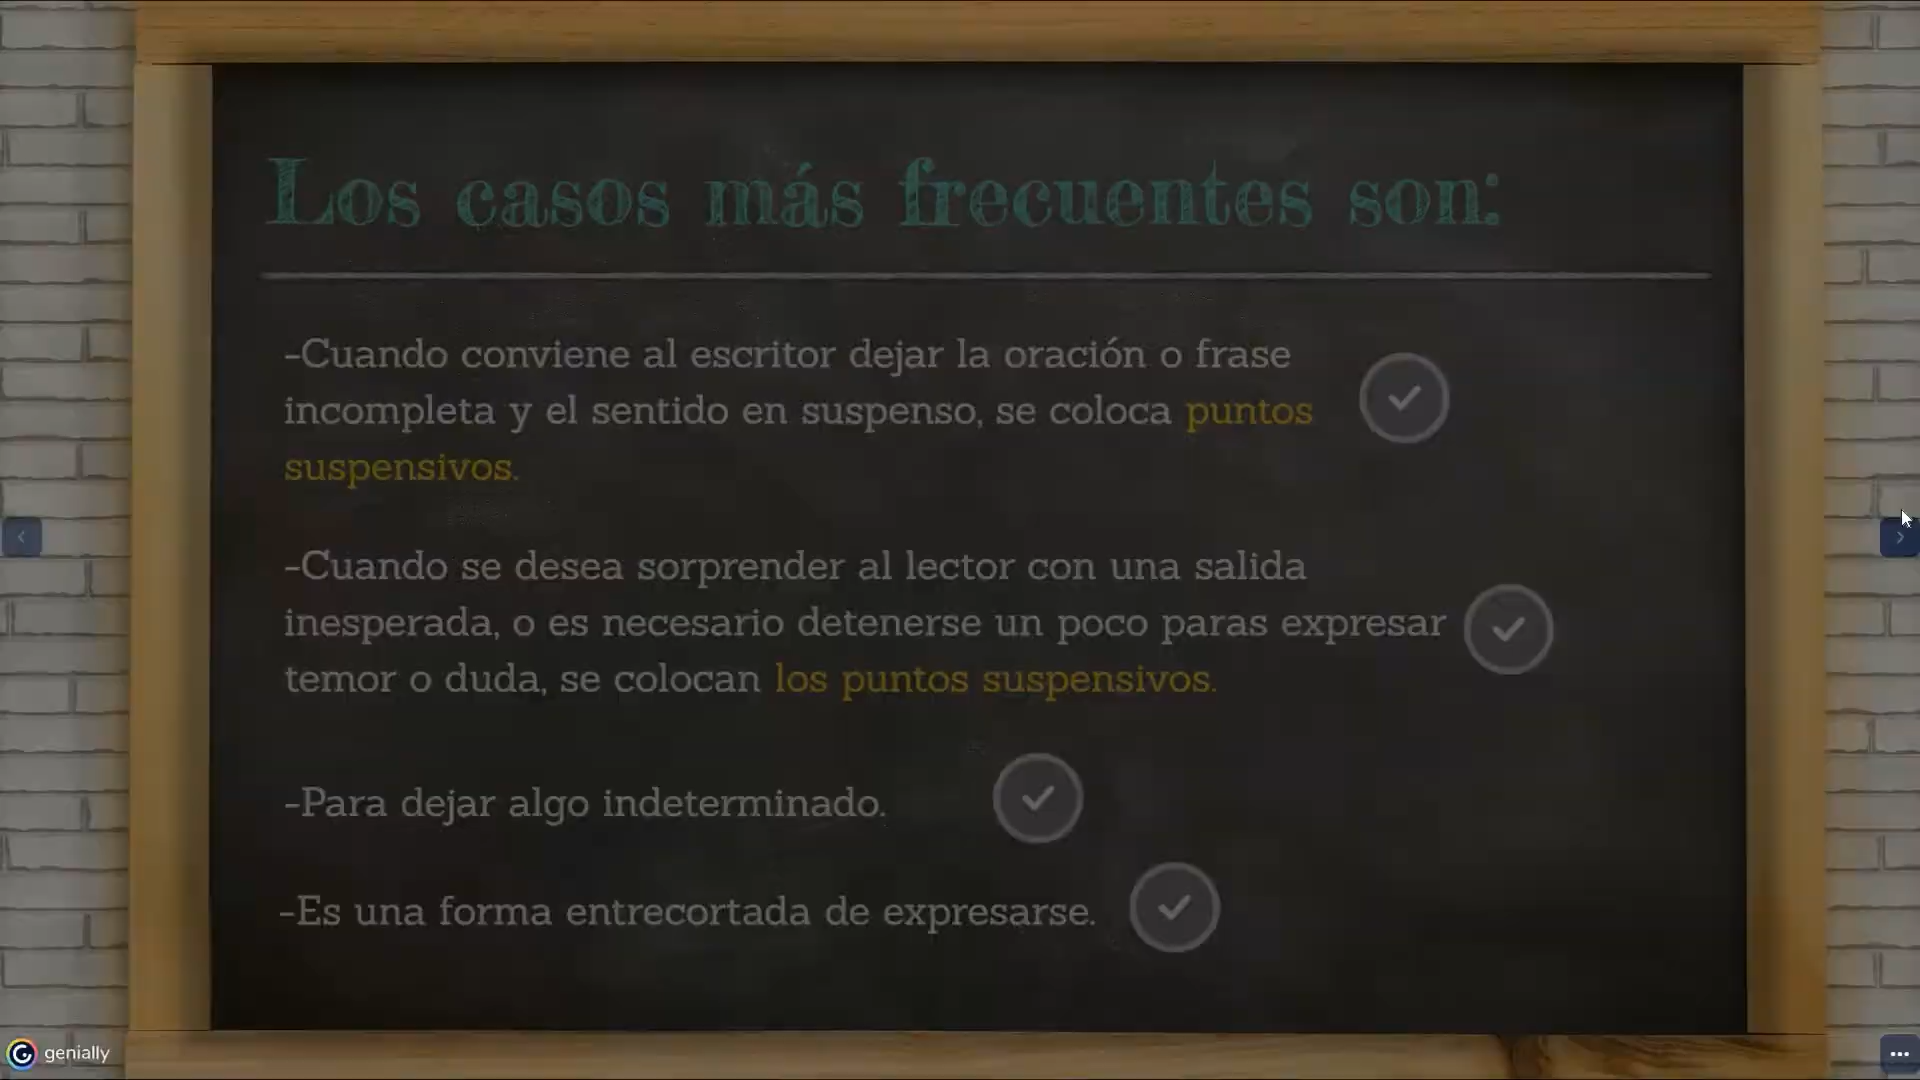 Los casos más frecuentes son:
-Cuando conviene al escritor dejar la oración o frase
incompleta y el sentido en suspenso, se coloca puntos
suspensivos.
-Cuando se desea sorprender al lector con una salida
inesperada, o es necesario detenerse un poco paras expresar
temor o duda, se colocan los puntos suspensivos.
-Para dejar algo indeterminado.
-Es una forma entrecortada de expresarse.
genially